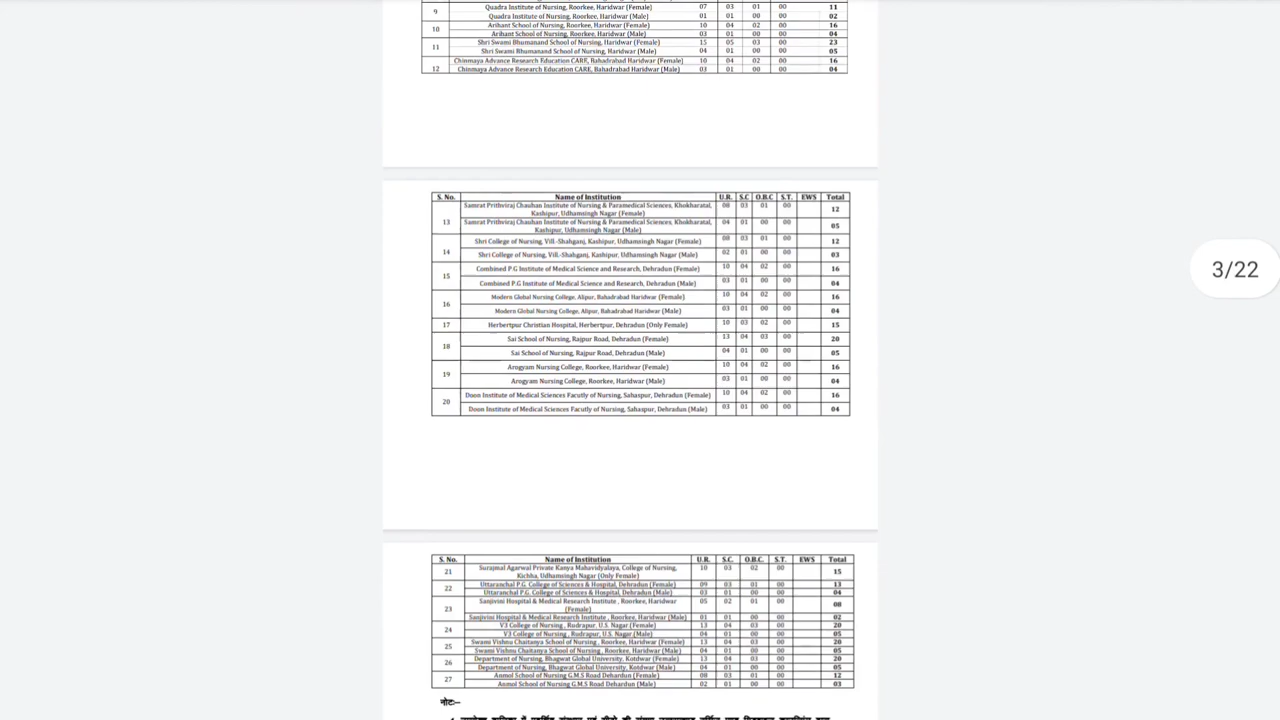 9 Quadra Institute of Nursing, Roorkee, Haridwar (Female) 07 03 01 00 11
Quadra Institute of Nursing, Roorkee, Haridwar (Male) 01 01 00 00 02
10 Arihant School of Nursing, Roorkee, Haridwar (Female) 10 04 02 00 16
Arihant School of Nursing, Roorkee, Haridwar (Male) 03 01 00 00 04
11 Shri Swami Bhumanand School of Nursing, Haridwar (Female) 15 05 03 00 23
Shri Swami Bhumanand School of Nursing, Haridwar (Male) 04 01 00 00 05
Chinmaya Advance Research Education CARE, Bahadrabad Haridwar (Female) 10 04 02 00 16
12 Chinmaya Advance Research Education CARE, Bahadrabad Haridwar (Male) 03 01 00 00 04
S. No. Name of Institution U.R. S.C O.B.C S.T. EWS Total
Samrat Prithviraj Chauhan Institute of Nursing & Paramedical Sciences, Khokharatal, 08 03 01 00 12
Kashipur, Udhamsingh Nagar (Female)
13 Samrat Prithviraj Chauhan Institute of Nursing & Paramedical Sciences, Khokharatal, 04 01 00 00 05
Kashipur, Udhamsingh Nagar (Male)
14 Shri College of Nursing, Vill.-Shahganj, Kashipur, Udhamsingh Nagar (Female) 08 03 01 00 12
Shri College of Nursing, Vill.-Shahganj, Kashipur, Udhamsingh Nagar (Male) 02 01 00 00 03
15 Combined P.G Institute of Medical Science and Research, Dehradun (Female) 10 04 02 00 16
Combined P.G Institute of Medical Science and Research, Dehradun (Male) 03 01 00 00 04
16 Modern Global Nursing College, Alipur, Bahadrabad Haridwar (Female) 10 04 02 00 16
Modern Global Nursing College, Alipur, Bahadrabad Haridwar (Male) 03 01 00 00 04
17 Herbertpur Christian Hospital, Herbertpur, Dehradun (Only Female) 10 03 02 00 15
18 Sai School of Nursing, Rajpur Road, Dehradun (Female) 13 04 03 00 20
Sai School of Nursing, Rajpur Road, Dehradun (Male) 04 01 00 00 05
19 Arogyam Nursing College, Roorkee, Haridwar (Female) 10 04 02 00 16
Arogyam Nursing College, Roorkee, Haridwar (Male) 03 01 00 00 04
20 Doon Institute of Medical Sciences Facutly of Nursing, Sahaspur, Dehradun (Female) 10 04 02 00 16
Doon Institute of Medical Sciences Facutly of Nursing, Sahaspur, Dehradun (Male) 03 01 00 00 04
3/22
S. No. Name of Institution U.R. S.C. O.B.C. S.T. EWS Total
21 Surajmal Agarwal Private Kanya Mahavidyalaya, College of Nursing, 10 03 02 00 15
Kichha, Udhamsingh Nagar (Only Female)
22 Uttaranchal P.G. College of Sciences & Hospital, Dehradun (Female) 09 03 01 00 13
Uttaranchal P.G. College of Sciences & Hospital, Dehradun (Male) 03 01 00 00 04
23 Sanjivini Hospital & Medical Research Institute , Roorkee, Haridwar 05 02 01 00 08
(Female)
Sanjivini Hospital & Medical Research Institute , Roorkee, Haridwar (Male) 01 01 00 00 02
24 V3 College of Nursing , Rudrapur, U.S. Nagar (Female) 13 04 03 00 20
V3 College of Nursing , Rudrapur, U.S. Nagar (Male) 04 01 00 00 05
25 Swami Vishnu Chaitanya School of Nursing , Roorkee, Haridwar (Female) 13 04 03 00 20
Swami Vishnu Chaitanya School of Nursing , Roorkee, Haridwar (Male) 04 01 00 00 05
26 Department of Nursing, Bhagwat Global University, Kotdwar (Female) 13 04 03 00 20
Department of Nursing, Bhagwat Global University, Kotdwar (Male) 04 01 00 00 05
27 Anmol School of Nursing G.M.S Road Dehardun (Female) 08 03 01 00 12
Anmol School of Nursing G.M.S Road Dehardun (Male) 02 01 00 00 03
नोटः–